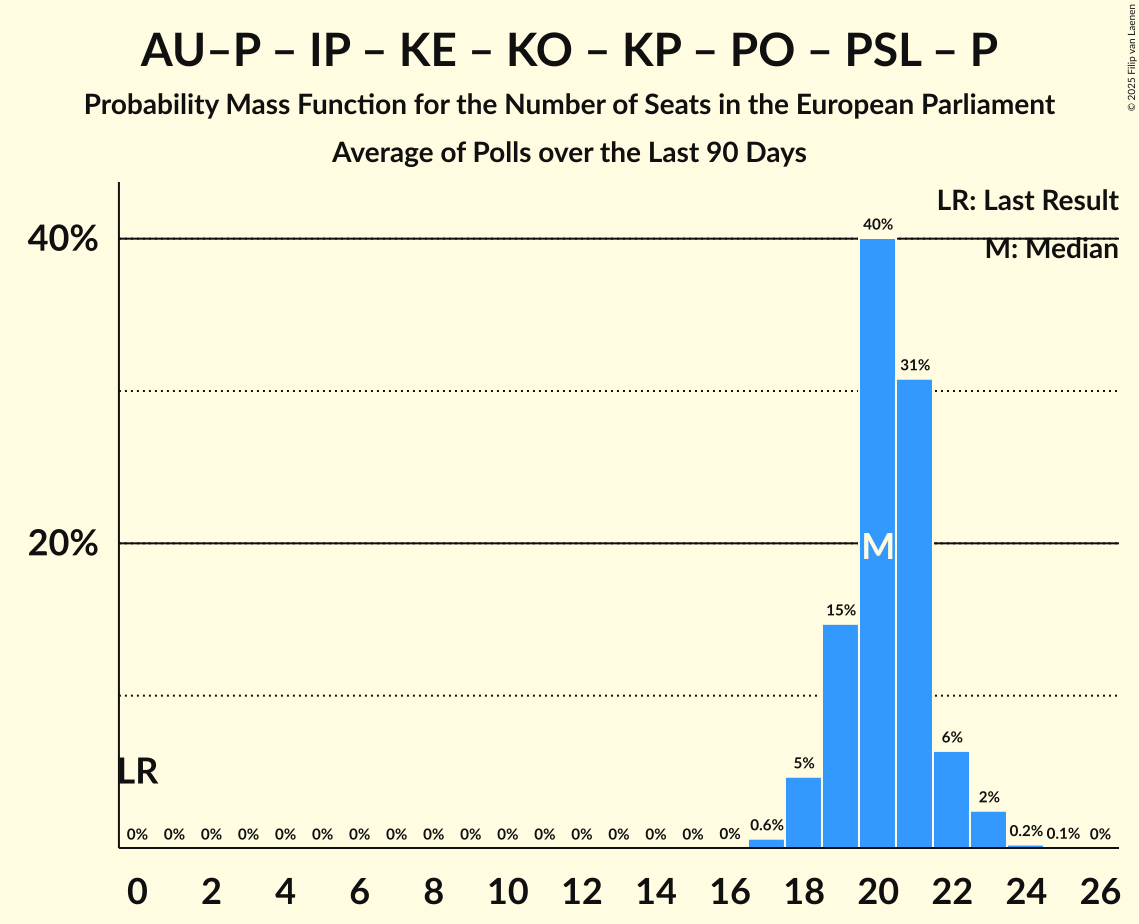 AU–P – IP – KE – KO – KP – PO – PSL – P
Probability Mass Function for the Number of Seats in the European Parliament
Average of Polls over the Last 90 Days
© 2025 Filip van Laenen
LR: Last Result
M: Median
40%
20%
40%
31%
M
15%
6%
5%
2%
LR
0% 0% 0% 0% 0% 0% 0% 0% 0% 0% 0% 0% 0% 0% 0% 0% 0% 0.6% 0.2% 0.1% 0%
0 2 4 6 8 10 12 14 16 18 20 22 24 26